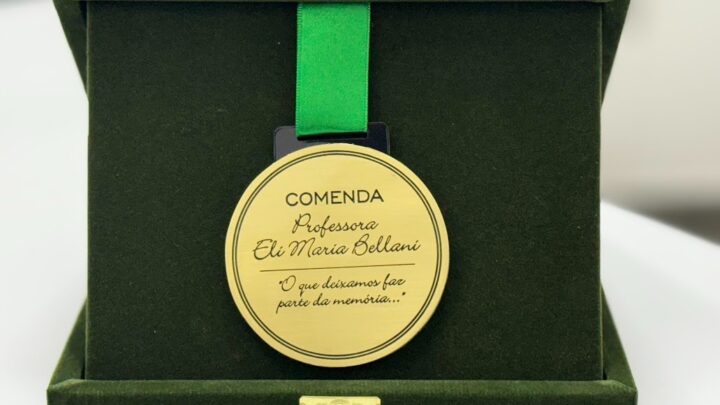 COMENDA
Professora
Eli Maria Bellani
"O que deixamos faz
parte da memória..."